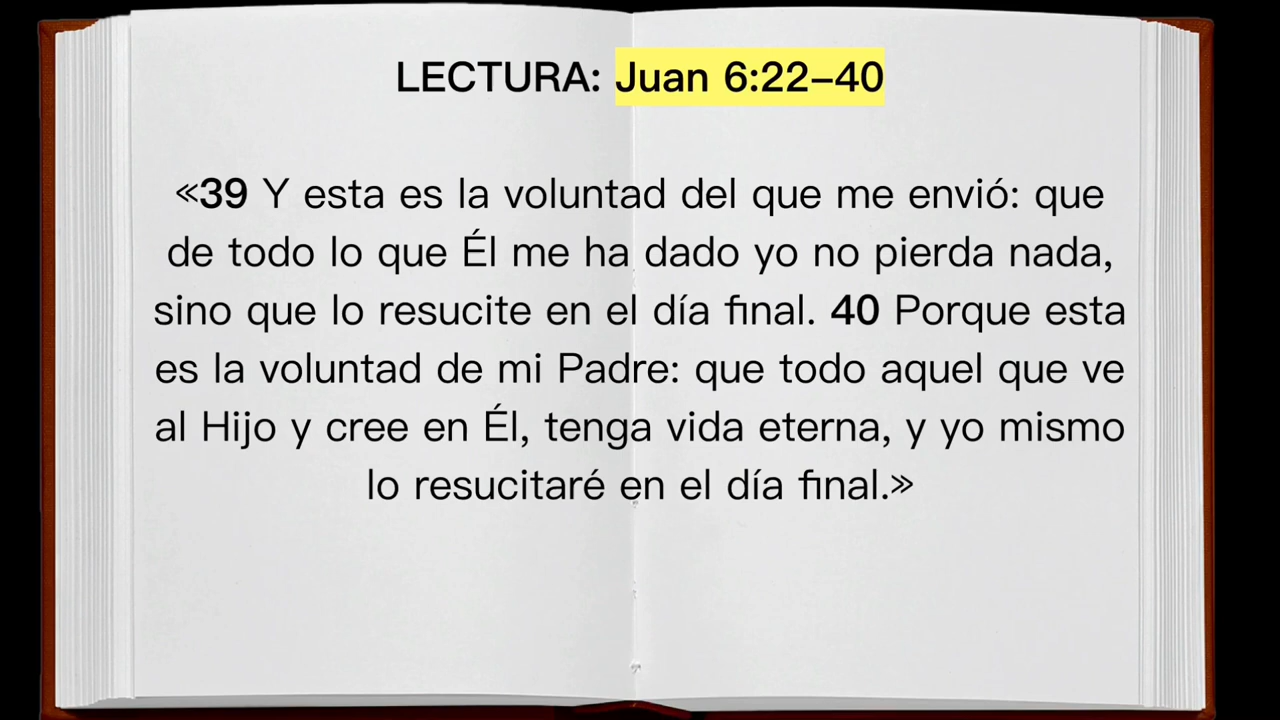 LECTURA: Juan 6:22–40
«39 Y esta es la voluntad del que me envió: que
de todo lo que Él me ha dado yo no pierda nada,
sino que lo resucite en el día final. 40 Porque esta
es la voluntad de mi Padre: que todo aquel que ve
al Hijo y cree en Él, tenga vida eterna, y yo mismo
lo resucitaré en el día final.»